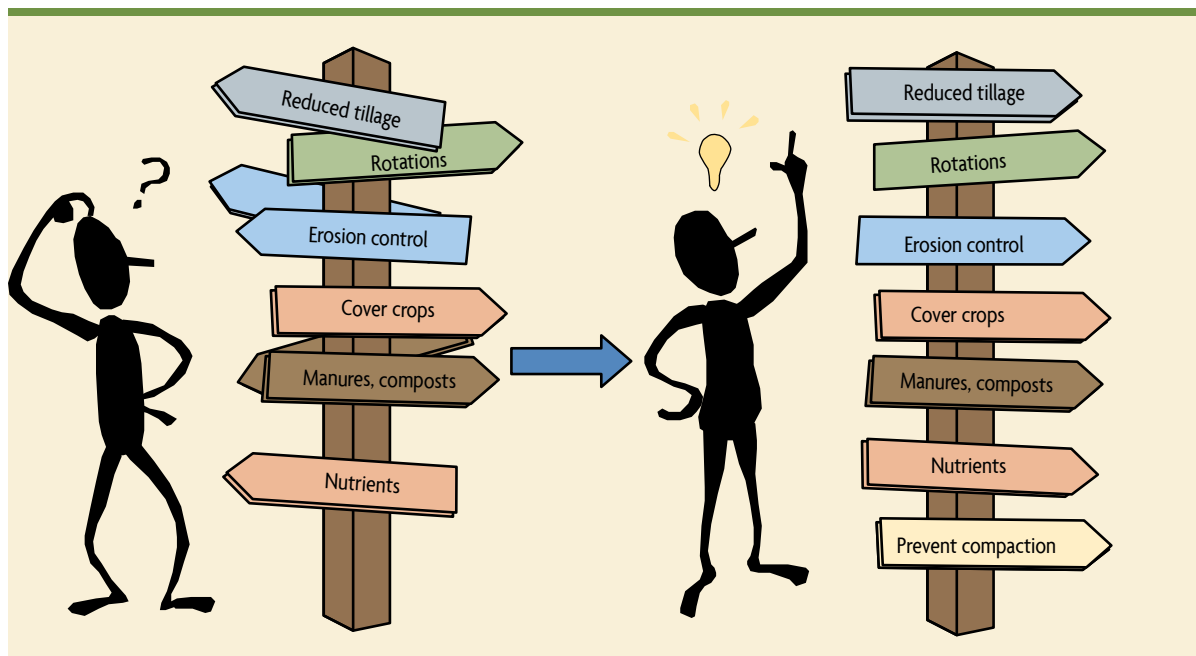 Reduced tillage
Rotations
Erosion control
Cover crops
Manures, composts
Nutrients
?
Reduced tillage
Rotations
Erosion control
Cover crops
Manures, composts
Nutrients
Prevent compaction